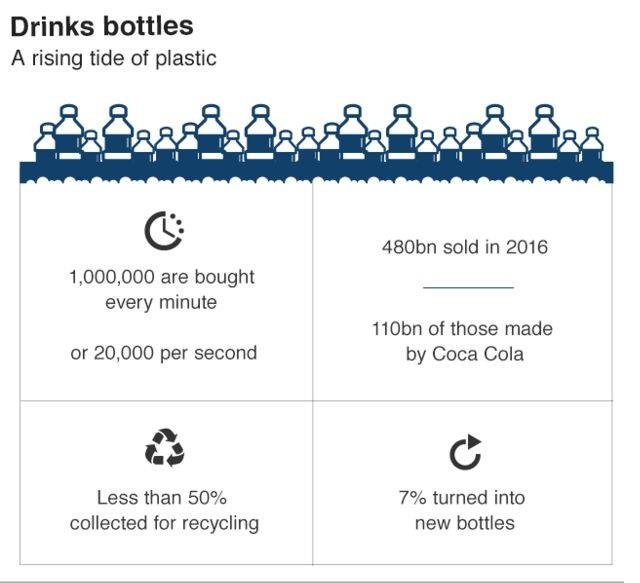 Drinks bottles
A rising tide of plastic
1,000,000 are bought
every minute
or 20,000 per second
480bn sold in 2016
110bn of those made
by Coca Cola
Less than 50%
collected for recycling
7% turned into
new bottles